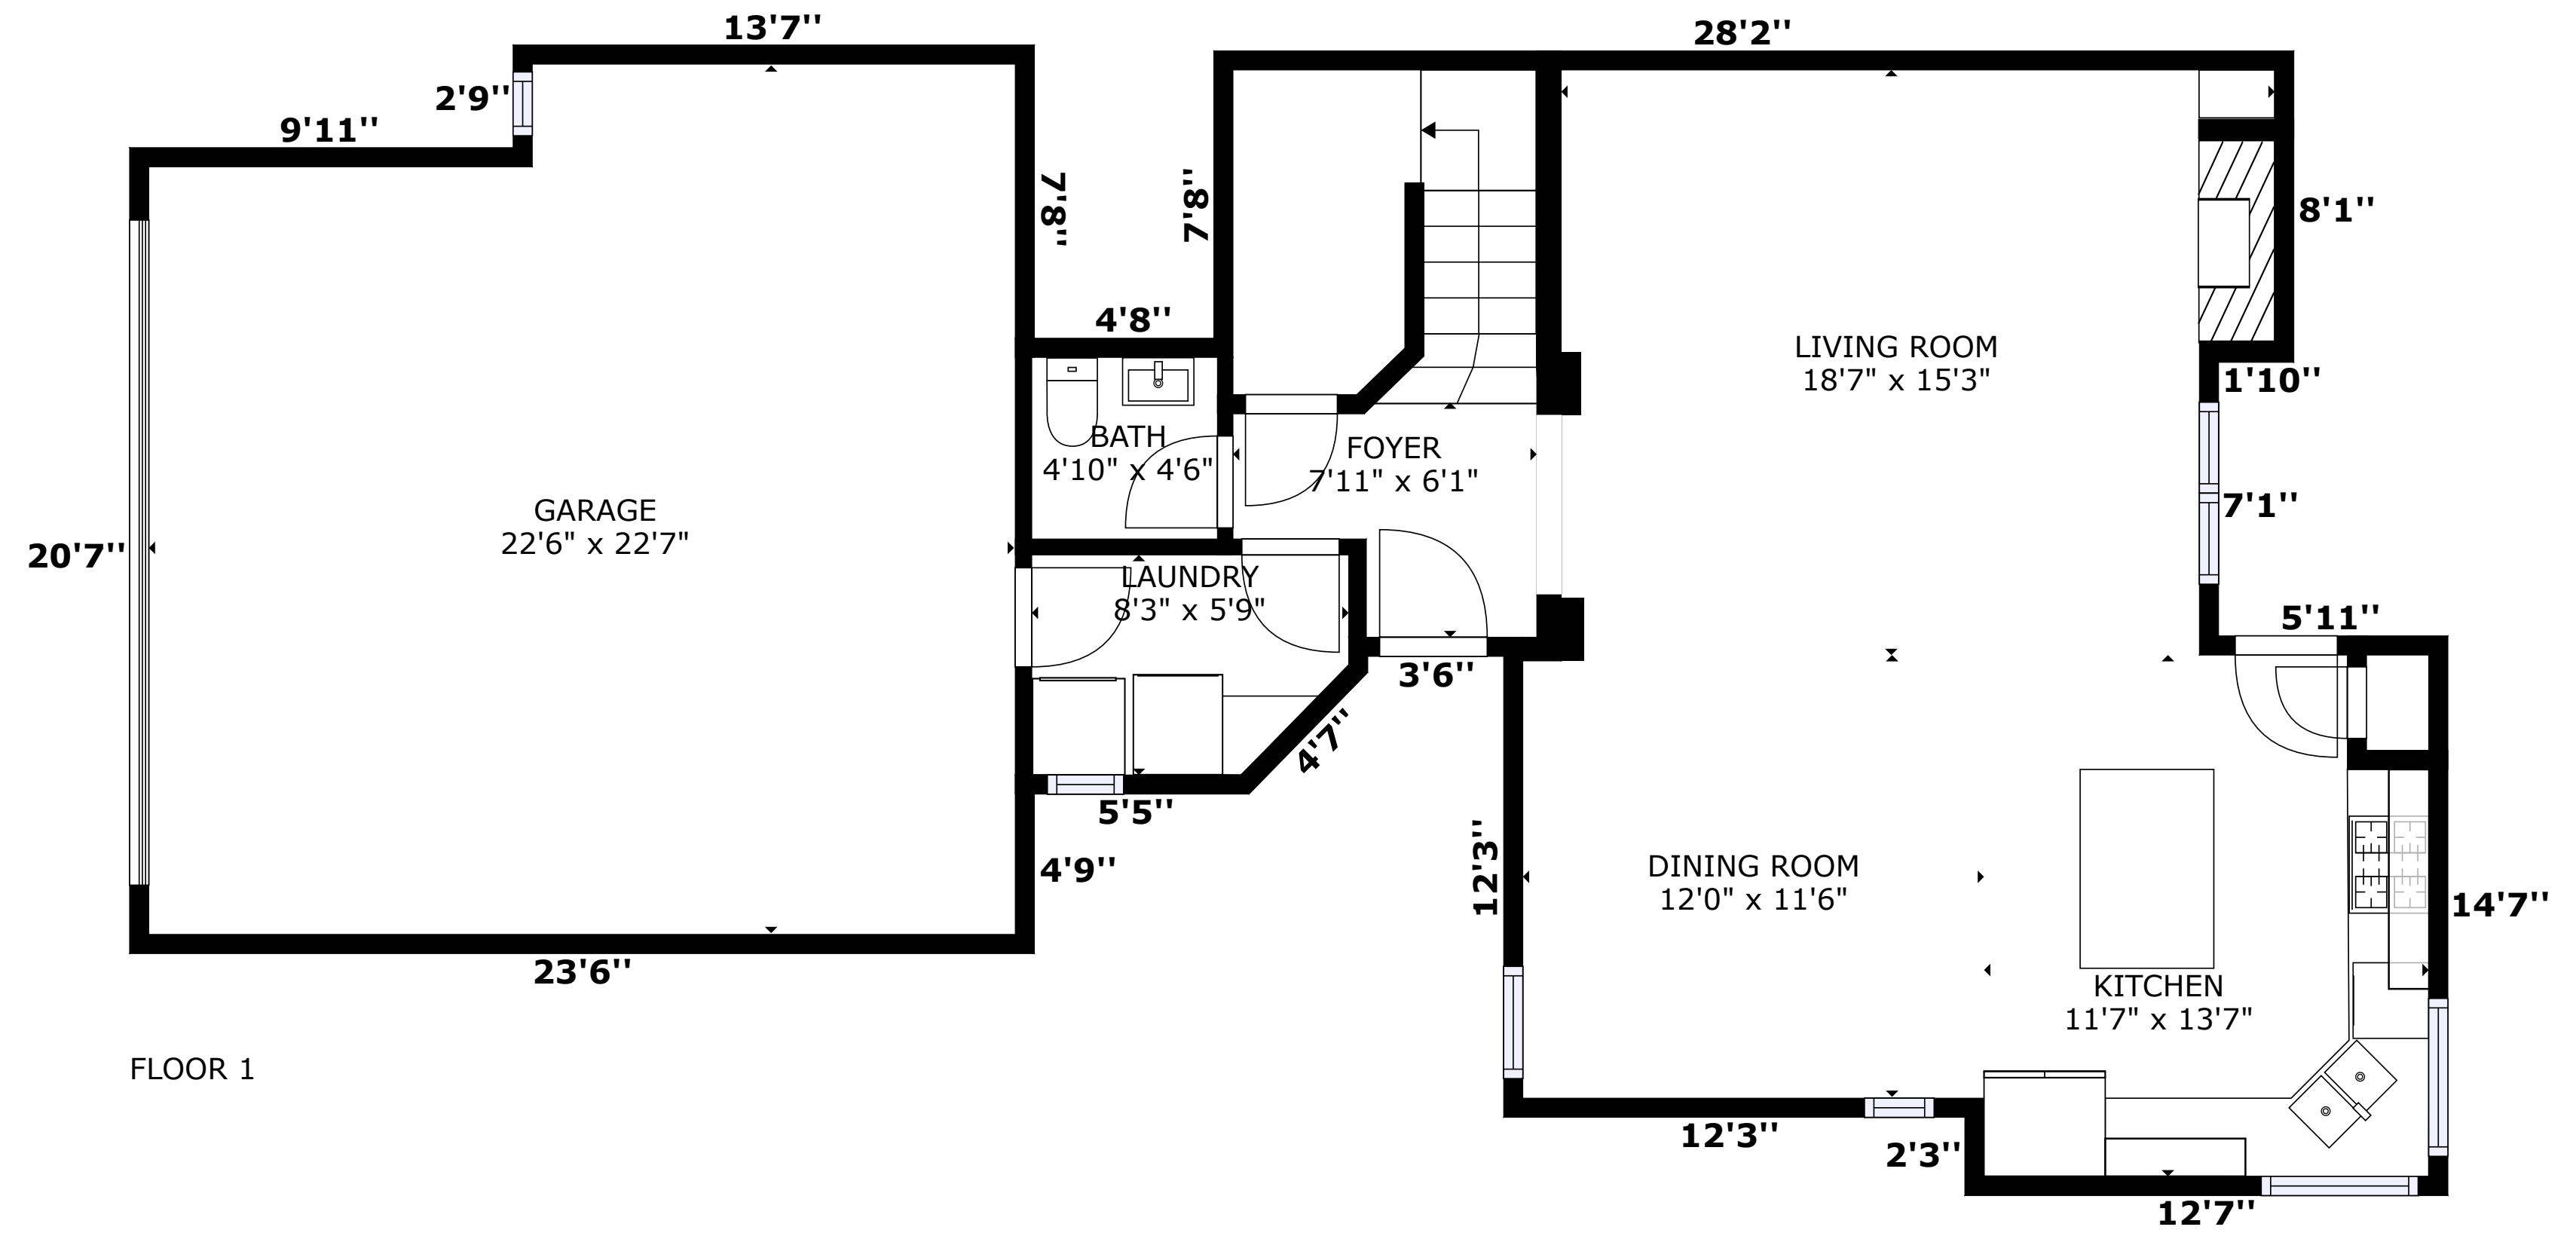 13'7''
28'2''
2'9''
9'11''
7'8''
7'8''
8'1''
4'8''
LIVING ROOM
18'7" x 15'3"
1'10''
BATH
4'10" x 4'6"
FOYER
7'11" x 6'1"
GARAGE
22'6" x 22'7"
7'1''
20'7''
LAUNDRY
8'3" x 5'9"
5'11''
3'6''
4'7''
5'5''
4'9''
12'3''
DINING ROOM
12'0" x 11'6"
14'7''
23'6''
KITCHEN
11'7" x 13'7"
FLOOR 1
12'3''
2'3''
12'7''